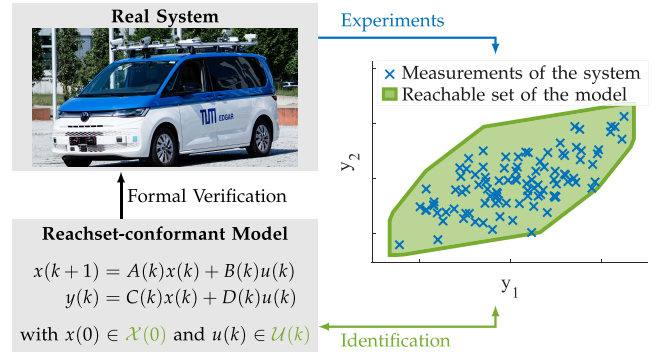 Real System
TUM EDGAR
Experiments
× Measurements of the system
Reachable set of the model
y₂
y₁
Formal Verification
Reachset-conformant Model
x(k + 1) = A(k)x(k) + B(k)u(k)
y(k) = C(k)x(k) + D(k)u(k)
with x(0) ∈ 𝒳(0) and u(k) ∈ 𝒰(k)
Identification